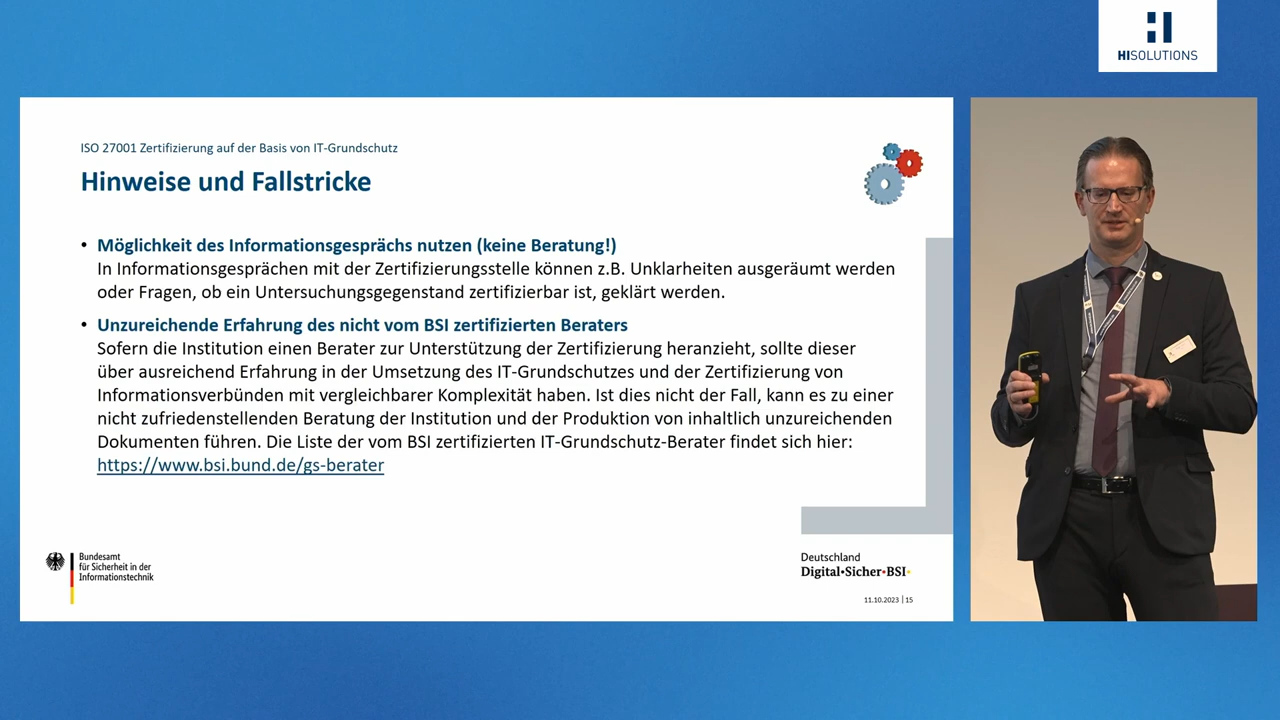 HISOLUTIONS
ISO 27001 Zertifizierung auf der Basis von IT-Grundschutz
Hinweise und Fallstricke
• Möglichkeit des Informationsgesprächs nutzen (keine Beratung!)
In Informationsgesprächen mit der Zertifizierungsstelle können z.B. Unklarheiten ausgeräumt werden
oder Fragen, ob ein Untersuchungsgegenstand zertifizierbar ist, geklärt werden.
• Unzureichende Erfahrung des nicht vom BSI zertifizierten Beraters
Sofern die Institution einen Berater zur Unterstützung der Zertifizierung heranzieht, sollte dieser
über ausreichend Erfahrung in der Umsetzung des IT-Grundschutzes und der Zertifizierung von
Informationsverbünden mit vergleichbarer Komplexität haben. Ist dies nicht der Fall, kann es zu einer
nicht zufriedenstellenden Beratung der Institution und der Produktion von inhaltlich unzureichenden
Dokumenten führen. Die Liste der vom BSI zertifizierten IT-Grundschutz-Berater findet sich hier:
https://www.bsi.bund.de/gs-berater
Bundesamt
für Sicherheit in der
Informationstechnik
Deutschland
Digital•Sicher•BSI•
11.10.2023 | 15